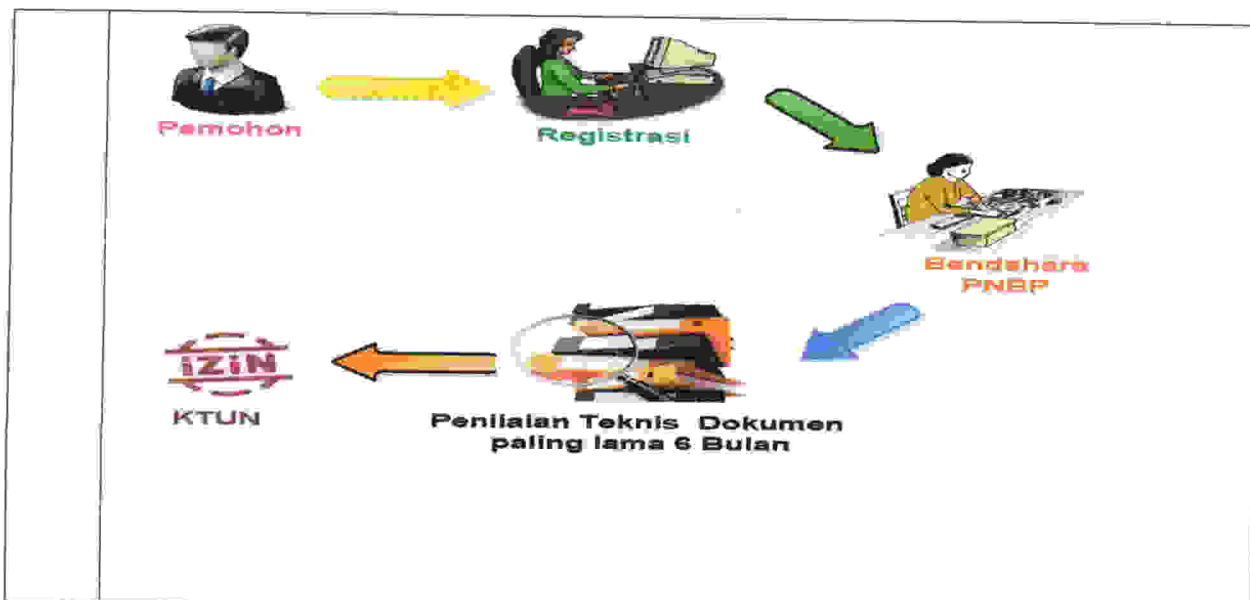 Pemohon
Registrasi
Bendahara
PNBP
iZiN
KTUN
Penilaian Teknis Dokumen
paling lama 6 Bulan